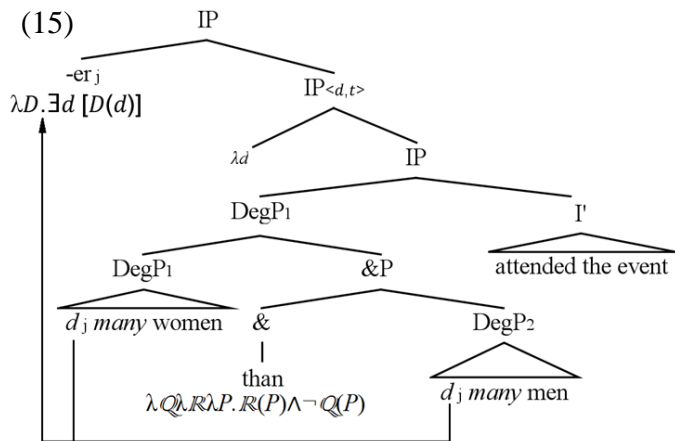 (15)
IP
-er j
λD.∃d [D(d)]
IP<d,t>
λd
IP
DegP1
I'
DegP1
&P
attended the event
d j many women
&
DegP2
than
d j many men
λℚλℝλP.ℝ(P)∧¬ℚ(P)